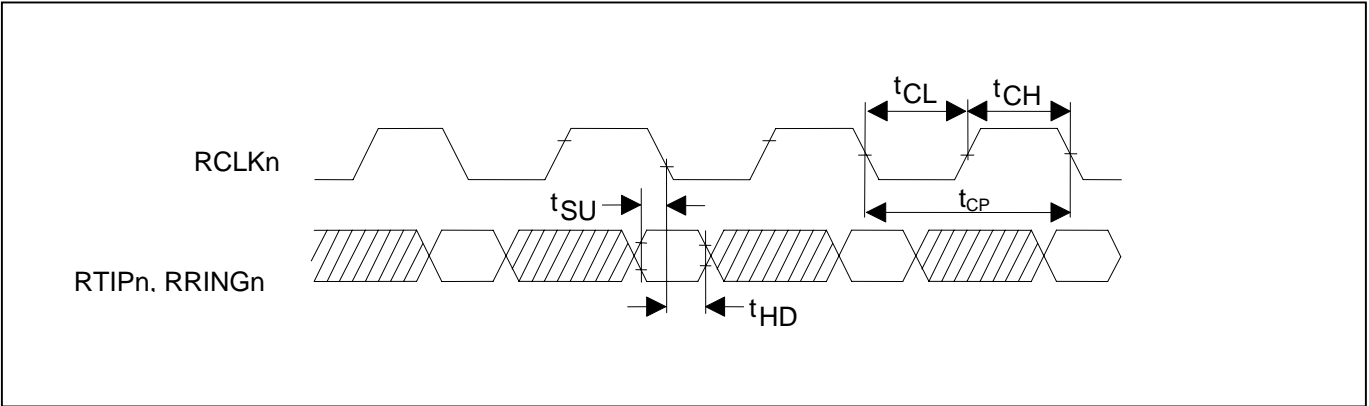 tCL tCH
RCLKn
tCP
tSU
RTIPn, RRINGn
tHD